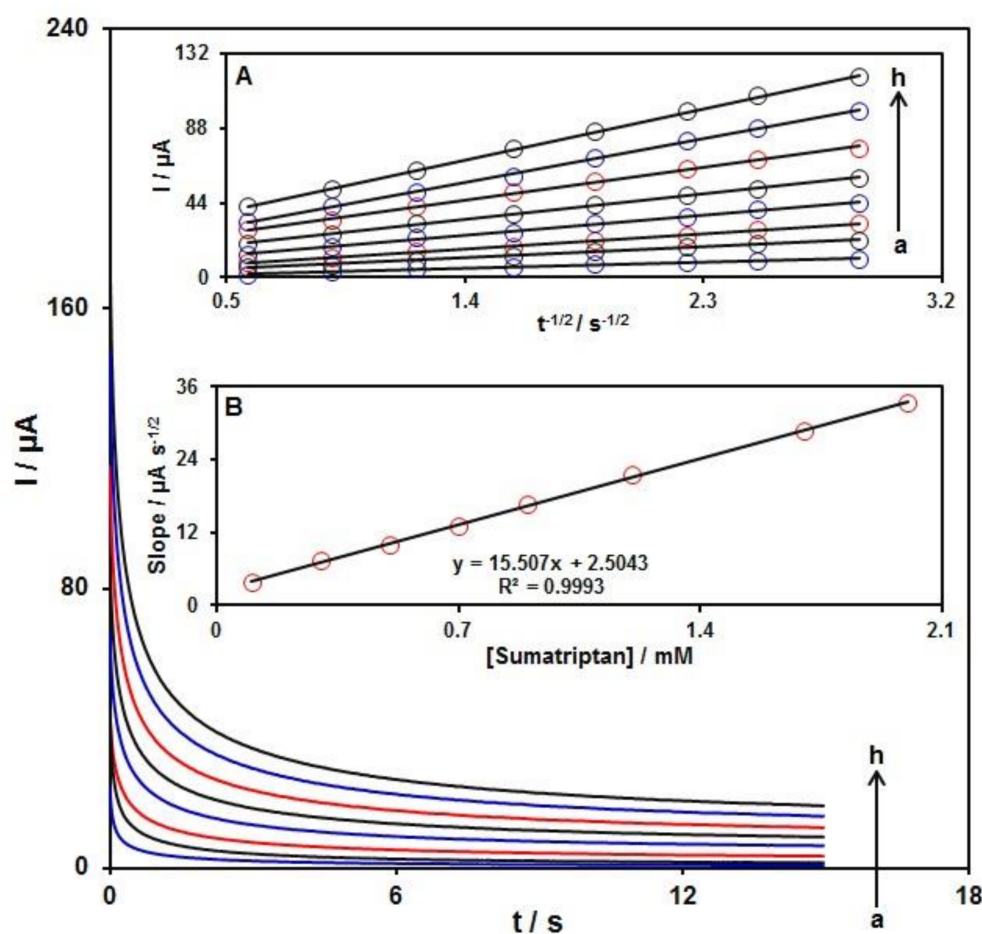 240
160
80
0
I / µA
0
6
12
18
t / s
h
a
A
132
88
44
0
I / µA
0.5
1.4
2.3
3.2
t⁻¹/² / s⁻¹/²
h
a
B
36
24
12
0
Slope / µA s⁻¹/²
y = 15.507x + 2.5043
R² = 0.9993
0
0.7
1.4
2.1
[Sumatriptan] / mM